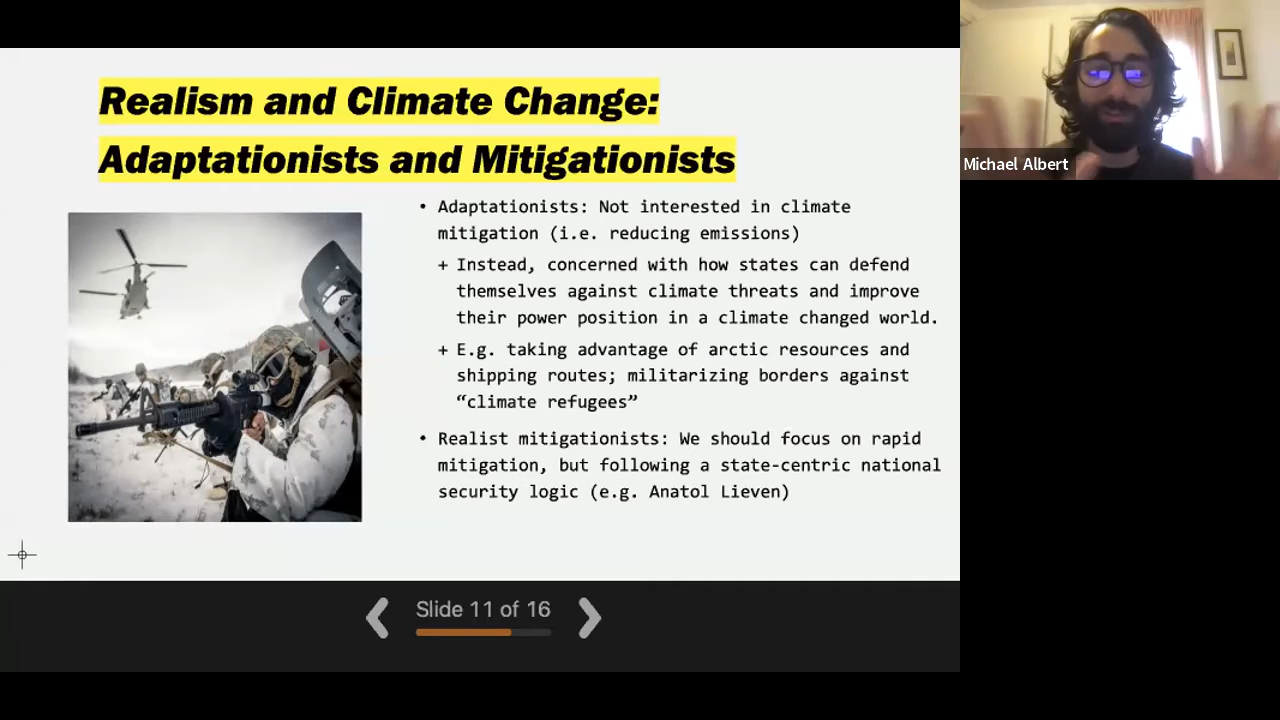 Realism and Climate Change:
Adaptationists and Mitigationists
• Adaptationists: Not interested in climate
mitigation (i.e. reducing emissions)
+ Instead, concerned with how states can defend
themselves against climate threats and improve
their power position in a climate changed world.
+ E.g. taking advantage of arctic resources and
shipping routes; militarizing borders against
“climate refugees”
• Realist mitigationists: We should focus on rapid
mitigation, but following a state-centric national
security logic (e.g. Anatol Lieven)
Slide 11 of 16
Michael Albert